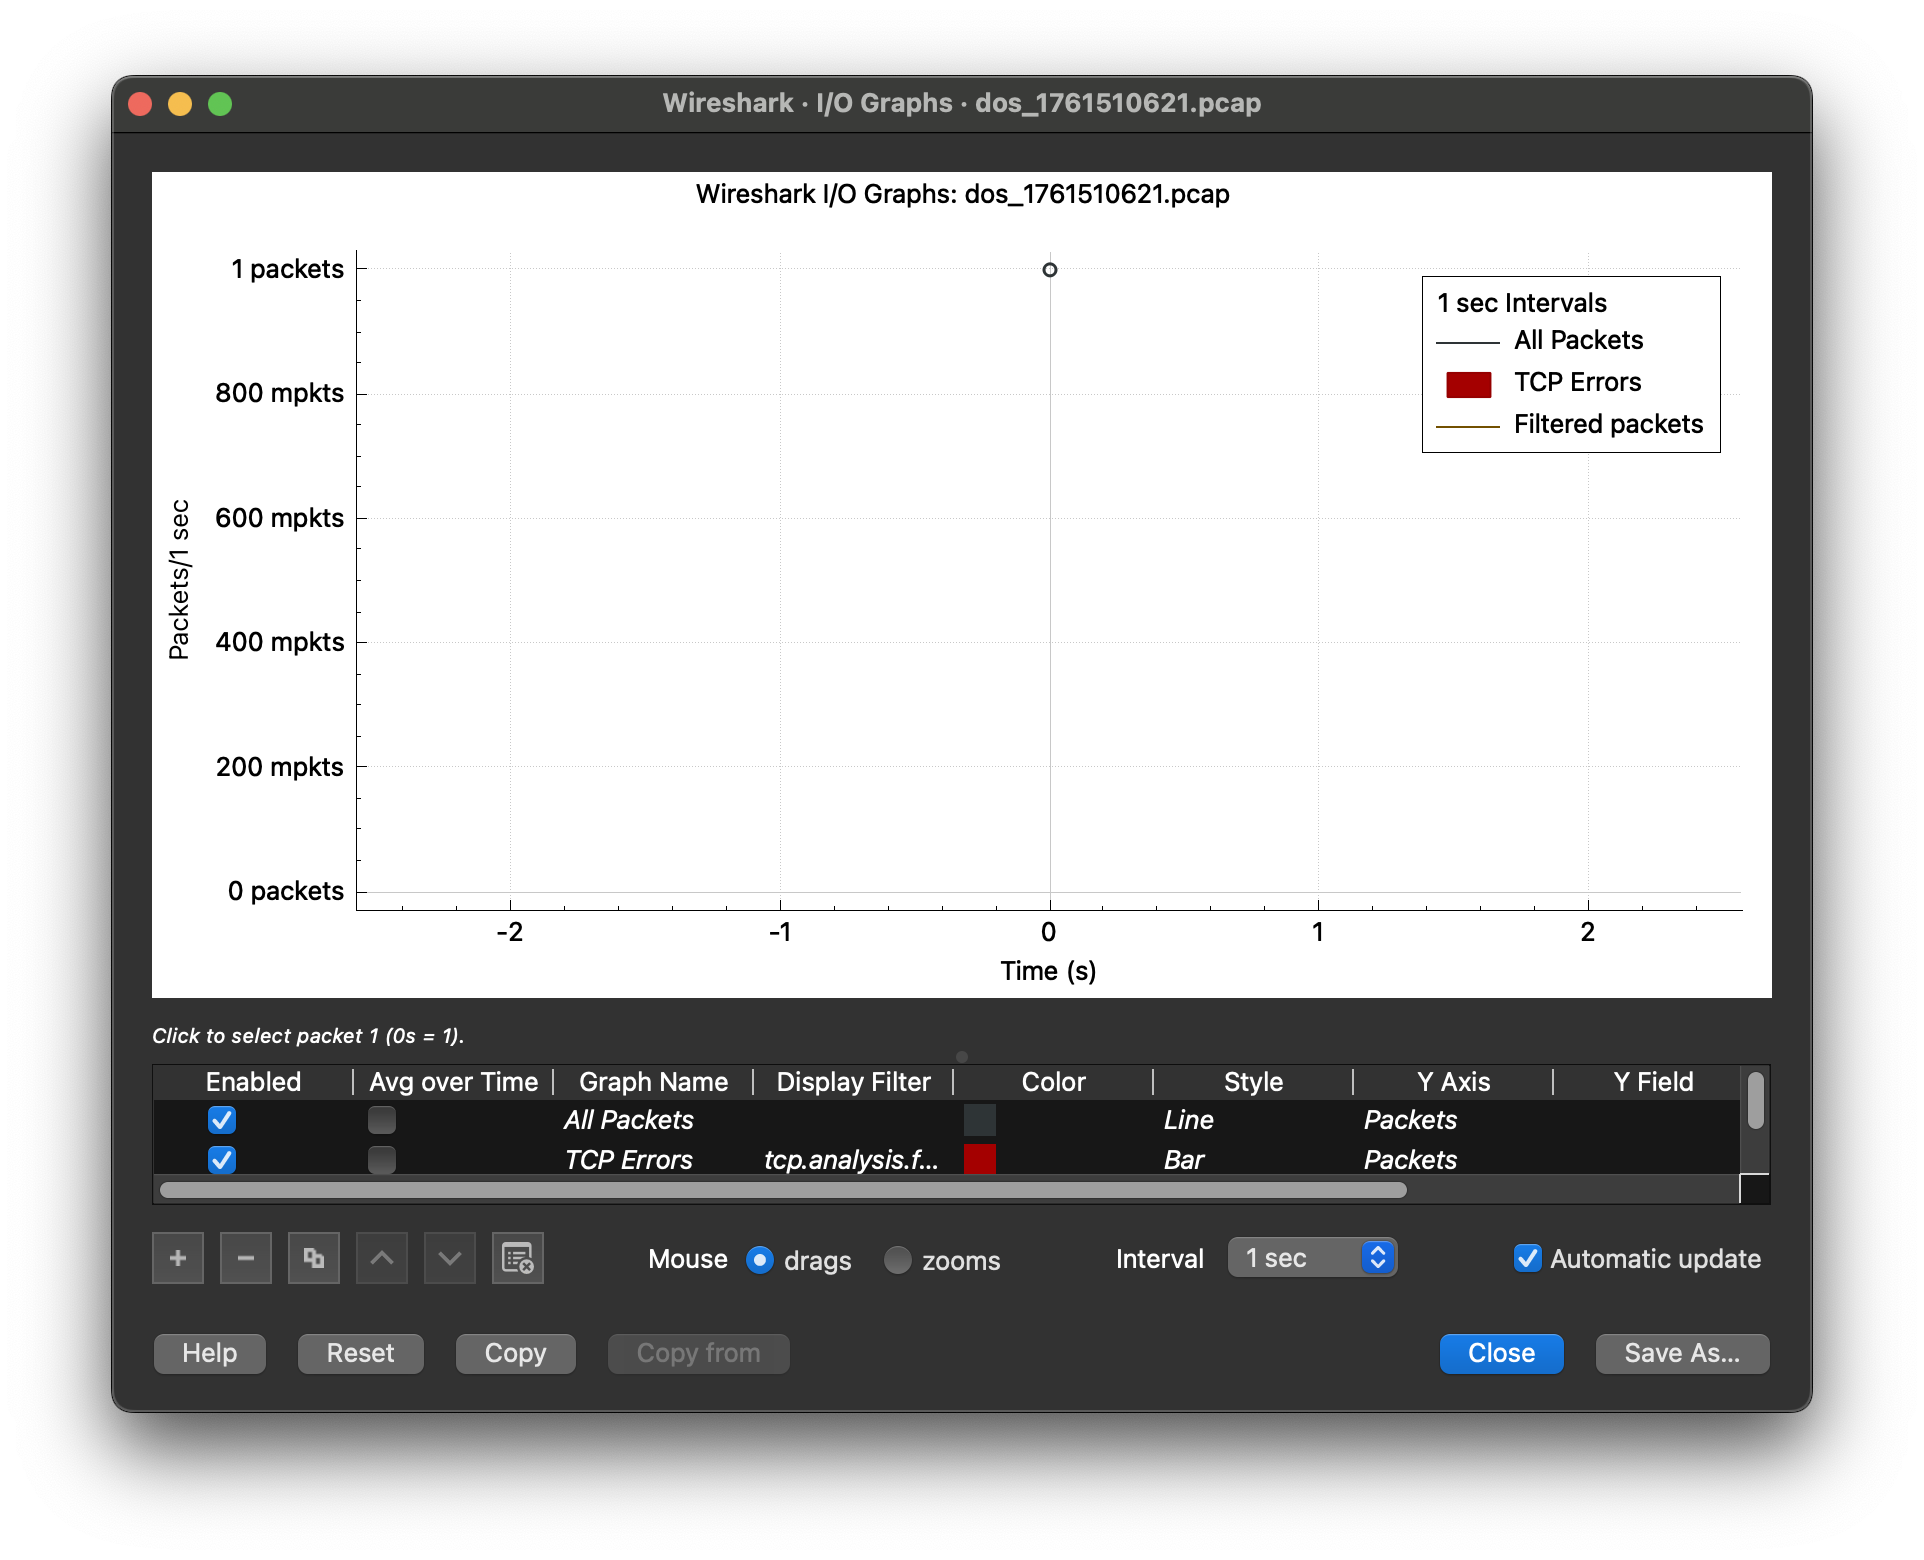 Wireshark · I/O Graphs · dos_1761510621.pcap
Wireshark I/O Graphs: dos_1761510621.pcap
1 packets
800 mpkts
600 mpkts
400 mpkts
200 mpkts
0 packets
Packets/1 sec
1 sec Intervals
All Packets
TCP Errors
Filtered packets
-2 -1 0 1 2
Time (s)
Click to select packet 1 (0s = 1).
Enabled Avg over Time Graph Name Display Filter Color Style Y Axis Y Field
All Packets Line Packets
TCP Errors tcp.analysis.f... Bar Packets
Mouse drags zooms Interval 1 sec Automatic update
Help Reset Copy Copy from Close Save As...